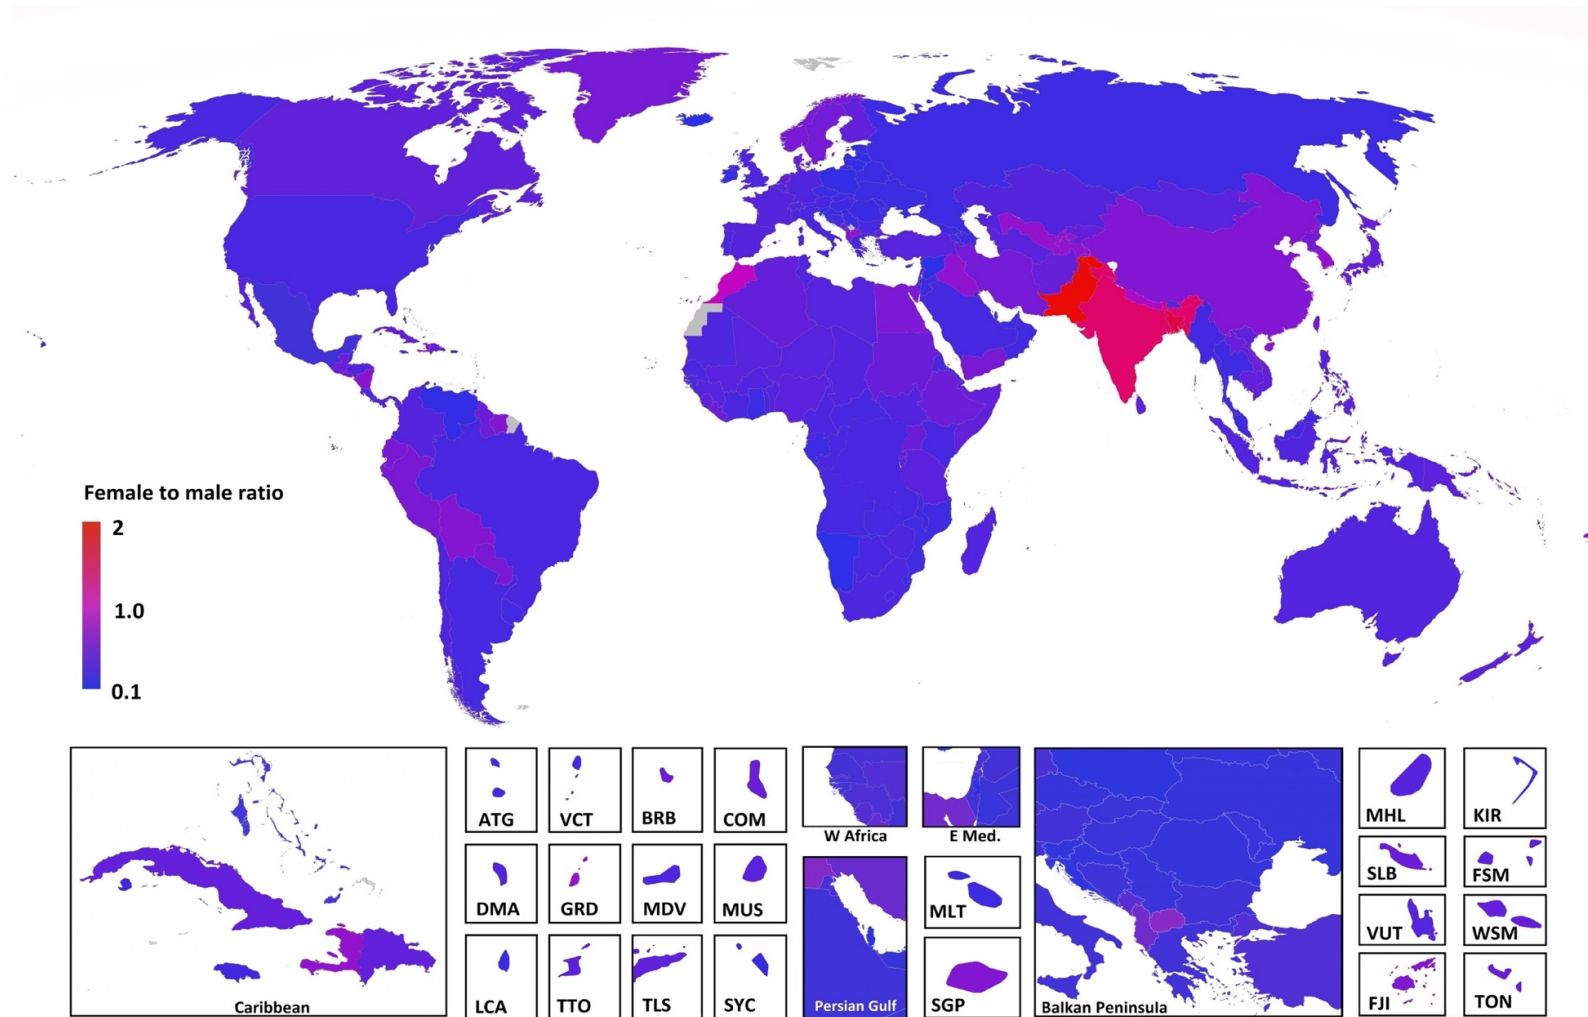 Female to male ratio
2
1.0
0.1
ATG
VCT
BRB
COM
W Africa
E Med.
MHL
KIR
DMA
GRD
MDV
MUS
MLT
SLB
FSM
VUT
WSM
LCA
TTO
TLS
SYC
Caribbean
Persian Gulf
SGP
Balkan Peninsula
FJI
TON